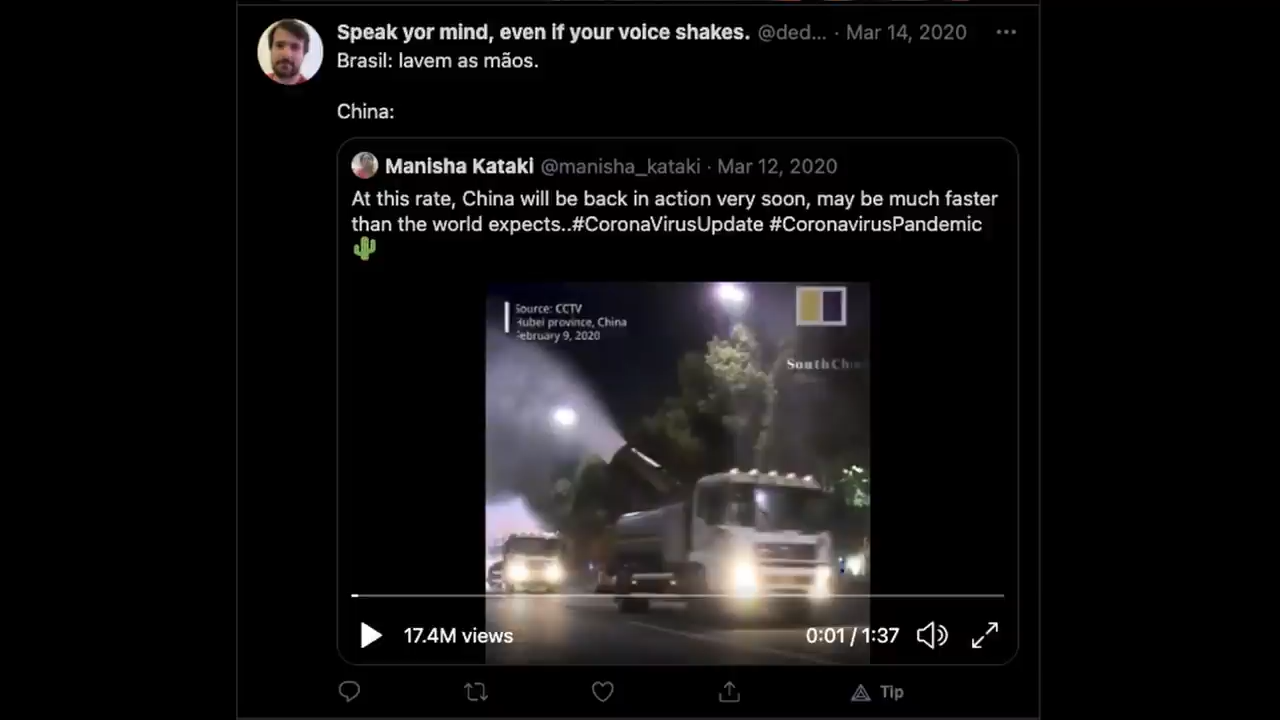 Speak yor mind, even if your voice shakes. @ded... · Mar 14, 2020
Brasil: lavem as mãos.
China:
Manisha Kataki @manisha_kataki · Mar 12, 2020
At this rate, China will be back in action very soon, may be much faster
than the world expects..#CoronaVirusUpdate #CoronavirusPandemic
Source: CCTV
Hubei province, China
February 9, 2020
South Chi
17.4M views
0:01 / 1:37
Tip